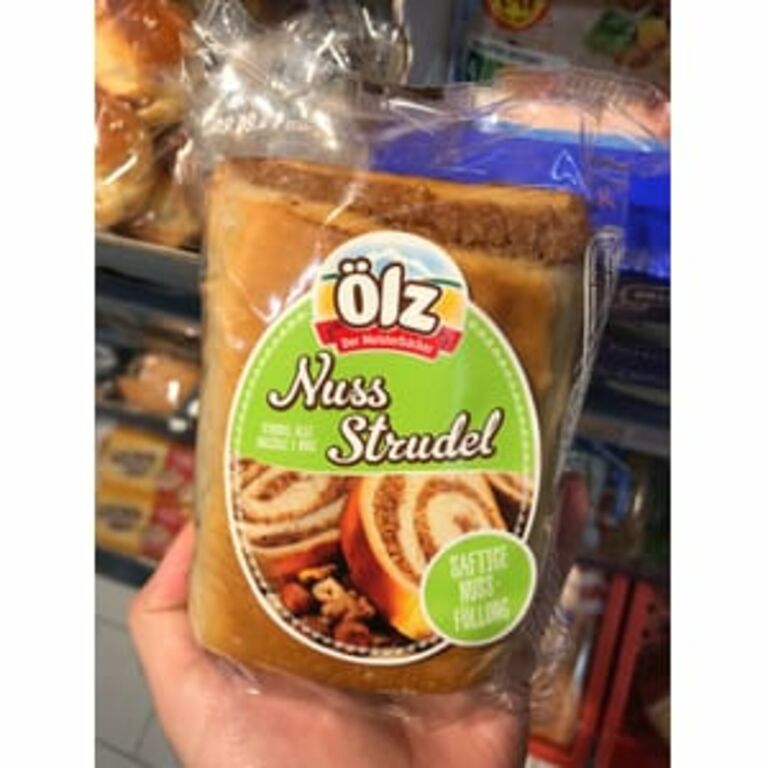 Ölz
Der Meisterbäcker
Nuss
Strudel
SAFTIGE
NUSS-
FÜLLUNG